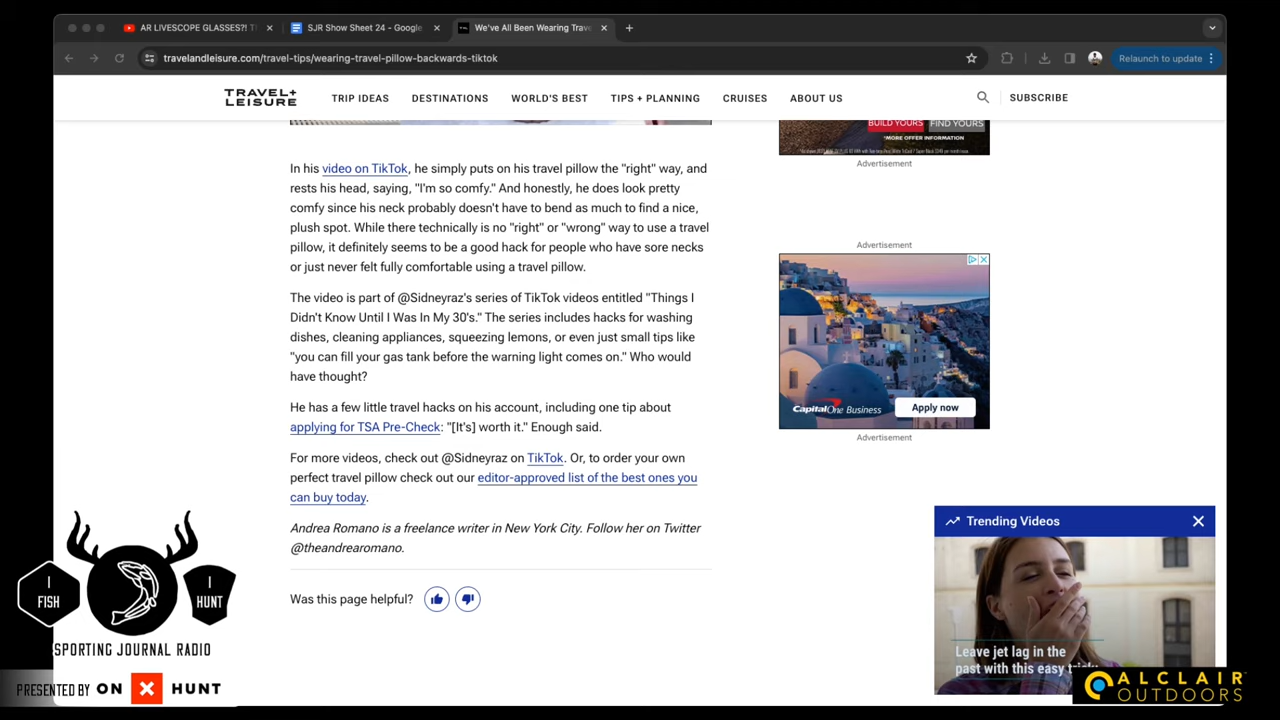 AR LIVESCOPE GLASSES?! T
SJR Show Sheet 24 - Google
We've All Been Wearing Trave
travelandleisure.com/travel-tips/wearing-travel-pillow-backwards-tiktok
Relaunch to update
TRAVEL+
LEISURE
TRIP IDEAS
DESTINATIONS
WORLD'S BEST
TIPS + PLANNING
CRUISES
ABOUT US
SUBSCRIBE
BUILD YOURS
FIND YOURS
*MORE OFFER INFORMATION
Advertisement
In his video on TikTok, he simply puts on his travel pillow the "right" way, and
rests his head, saying, "I'm so comfy." And honestly, he does look pretty
comfy since his neck probably doesn't have to bend as much to find a nice,
plush spot. While there technically is no "right" or "wrong" way to use a travel
pillow, it definitely seems to be a good hack for people who have sore necks
or just never felt fully comfortable using a travel pillow.
The video is part of @Sidneyraz's series of TikTok videos entitled "Things I
Didn't Know Until I Was In My 30's." The series includes hacks for washing
dishes, cleaning appliances, squeezing lemons, or even just small tips like
"you can fill your gas tank before the warning light comes on." Who would
have thought?
He has a few little travel hacks on his account, including one tip about
applying for TSA Pre-Check: "[It's] worth it." Enough said.
For more videos, check out @Sidneyraz on TikTok. Or, to order your own
perfect travel pillow check out our editor-approved list of the best ones you
can buy today.
Andrea Romano is a freelance writer in New York City. Follow her on Twitter
@theandrearomano.
Was this page helpful?
Advertisement
Capital One Business
Apply now
Advertisement
Trending Videos
Leave jet lag in the
past with this easy trick
I
FISH
I
HUNT
SPORTING JOURNAL RADIO
PRESENTED BY ON X HUNT
ALCLAIR
OUTDOORS